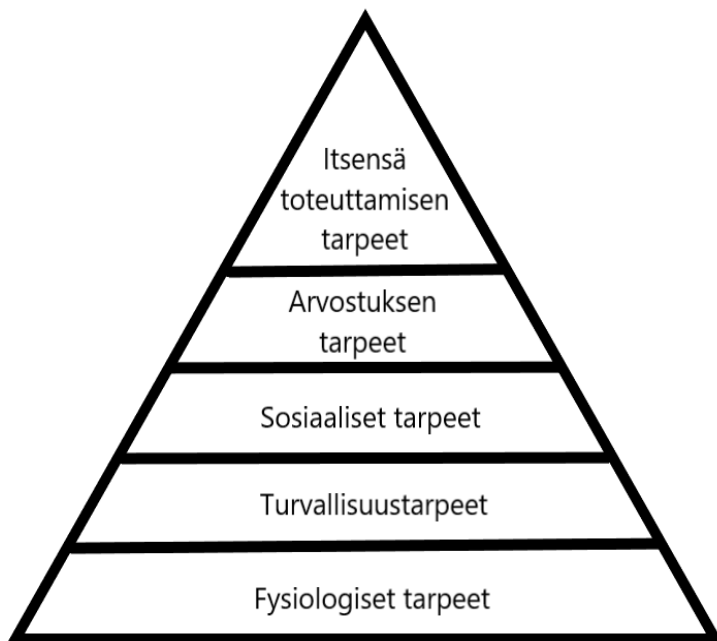 Itsensä
toteuttamisen
tarpeet
Arvostuksen
tarpeet
Sosiaaliset tarpeet
Turvallisuustarpeet
Fysiologiset tarpeet